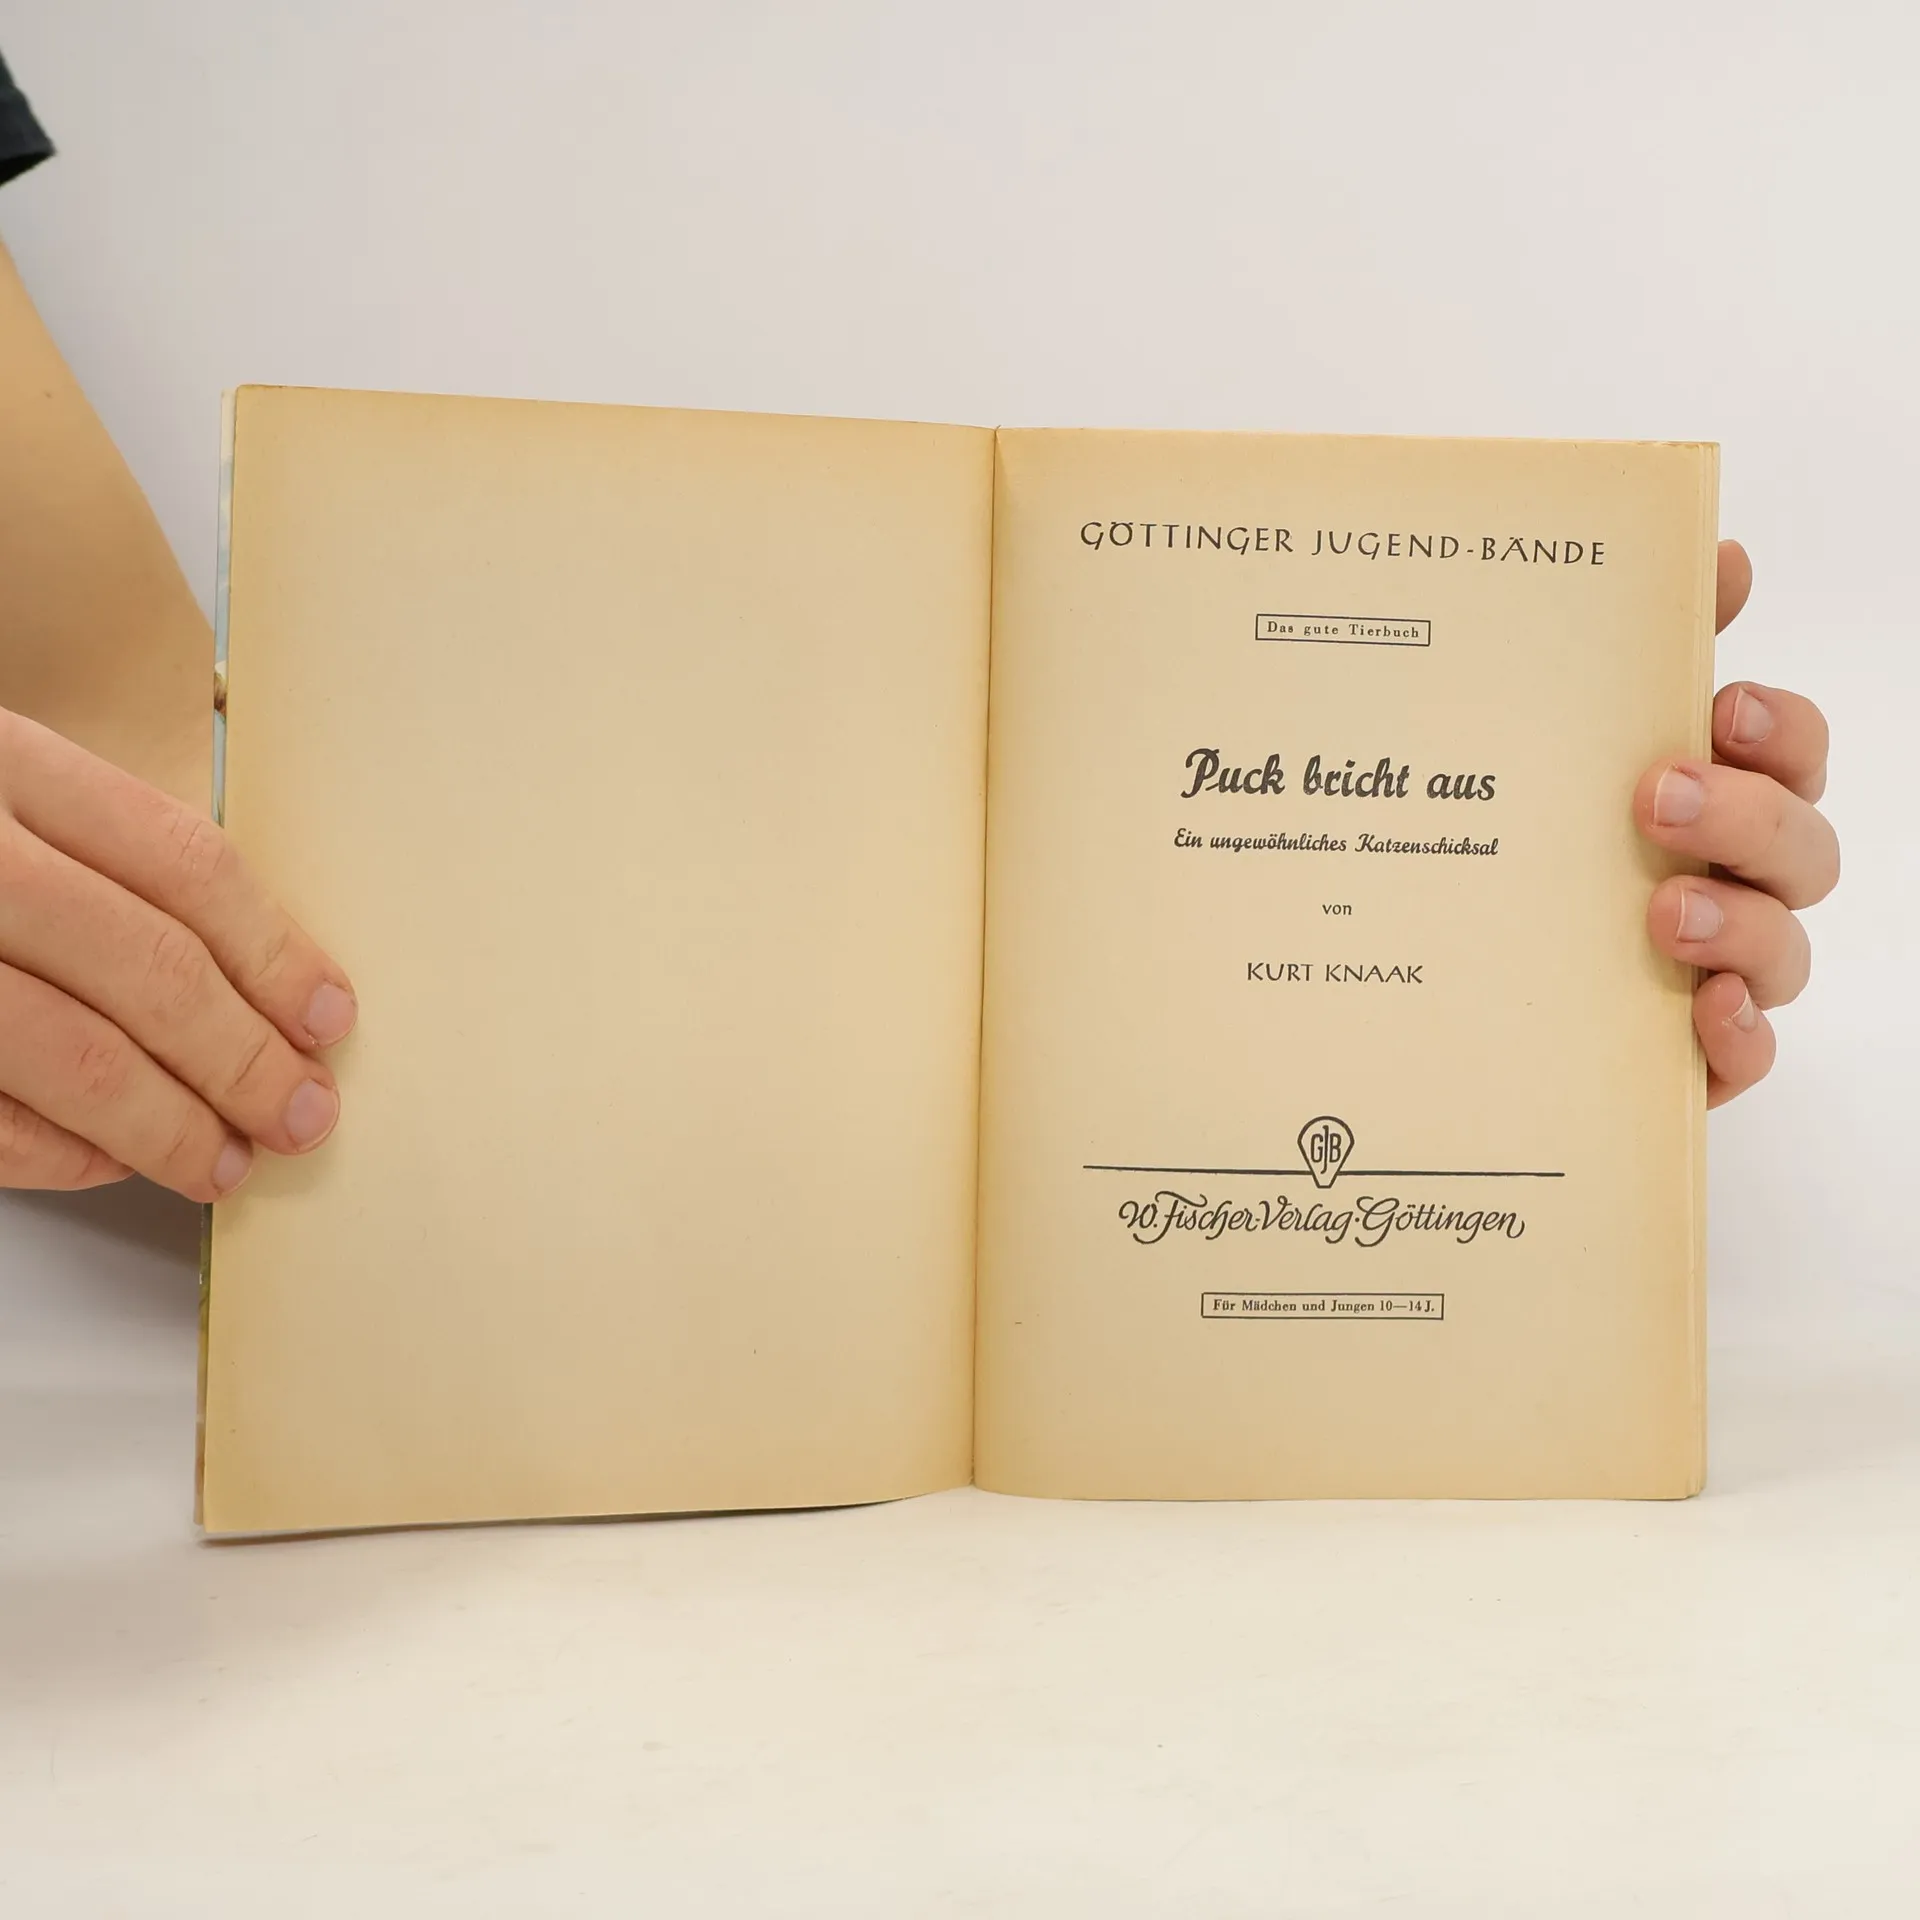 GÖTTINGER JUGEND-BÄNDE
Das gute Tierbuch
Puck bricht aus
Ein ungewöhnliches Katzenschicksal
von
KURT KNAAK
GJB
W. Fischer-Verlag · Göttingen
Für Mädchen und Jungen 10—14 J.